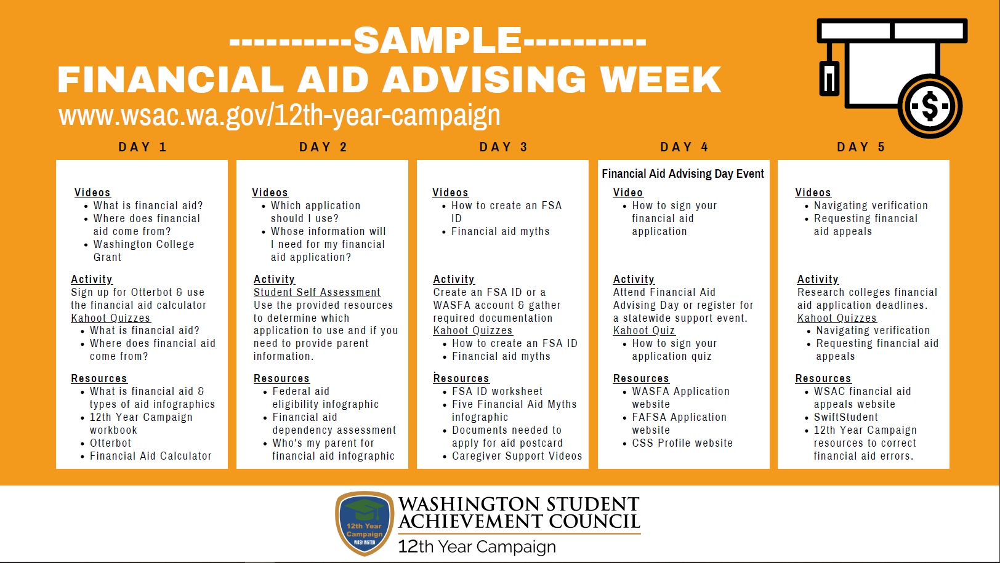 ----------SAMPLE----------
FINANCIAL AID ADVISING WEEK
www.wsac.wa.gov/12th-year-campaign
$
DAY 1
Videos
• What is financial aid?
• Where does financial
aid come from?
• Washington College
Grant
Activity
Sign up for Otterbot & use
the financial aid calculator
Kahoot Quizzes
• What is financial aid?
• Where does financial aid
come from?
Resources
• What is financial aid &
types of aid infographics
• 12th Year Campaign
workbook
• Otterbot
• Financial Aid Calculator
DAY 2
Videos
• Which application
should I use?
• Whose information will
I need for my financial
aid application?
Activity
Student Self Assessment
Use the provided resources
to determine which
application to use and if you
need to provide parent
information.
Resources
• Federal aid
eligibility infographic
• Financial aid
dependency assessment
• Who's my parent for
financial aid infographic
DAY 3
Videos
• How to create an FSA
ID
• Financial aid myths
Activity
Create an FSA ID or a
WASFA account & gather
required documentation
Kahoot Quizzes
• How to create an FSA ID
• Financial aid myths
.
Resources
• FSA ID worksheet
• Five Financial Aid Myths
infographic
• Documents needed to
apply for aid postcard
• Caregiver Support Videos
DAY 4
Financial Aid Advising Day Event
Video
• How to sign your
financial aid
application
Activity
Attend Financial Aid
Advising Day or register for
a statewide support event.
Kahoot Quiz
• How to sign your
application quiz
Resources
• WASFA Application
website
• FAFSA Application
website
• CSS Profile website
DAY 5
Videos
• Navigating verification
• Requesting financial
aid appeals
Activity
Research colleges financial
aid application deadlines.
Kahoot Quizzes
• Navigating verification
• Requesting financial aid
appeals
Resources
• WSAC financial aid
appeals website
• SwiftStudent
• 12th Year Campaign
resources to correct
financial aid errors.
12th Year
Campaign
WASHINGTON
WASHINGTON STUDENT
ACHIEVEMENT COUNCIL
12th Year Campaign